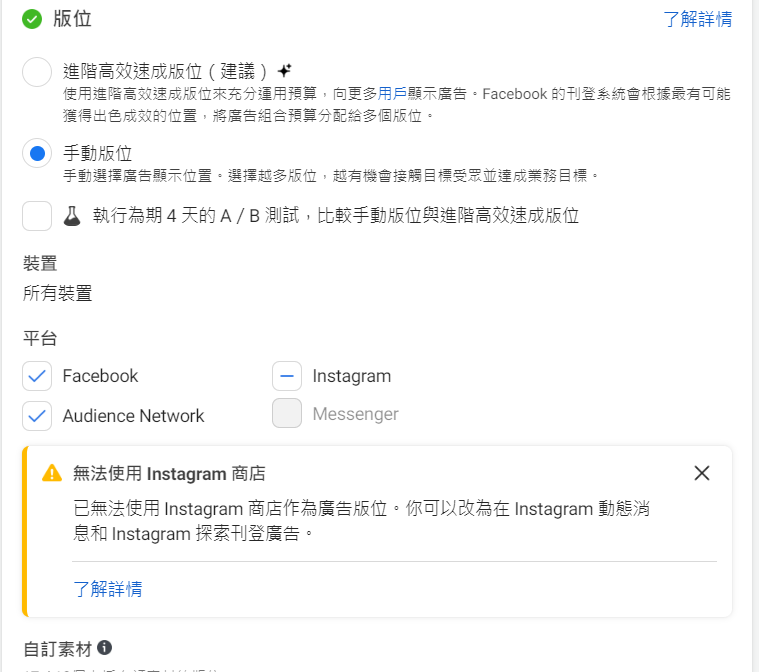 版位
了解詳情
進階高效速成版位（建議）
使用進階高效速成版位來充分運用預算，向更多用戶顯示廣告。Facebook 的刊登系統會根據最有可能
獲得出色成效的位置，將廣告組合預算分配給多個版位。
手動版位
手動選擇廣告顯示位置。選擇越多版位，越有機會接觸目標受眾並達成業務目標。
執行為期 4 天的 A / B 測試，比較手動版位與進階高效速成版位
裝置
所有裝置
平台
Facebook
Instagram
Audience Network
Messenger
無法使用 Instagram 商店
已無法使用 Instagram 商店作為廣告版位。你可以改為在 Instagram 動態消
息和 Instagram 探索刊登廣告。
了解詳情
自訂素材